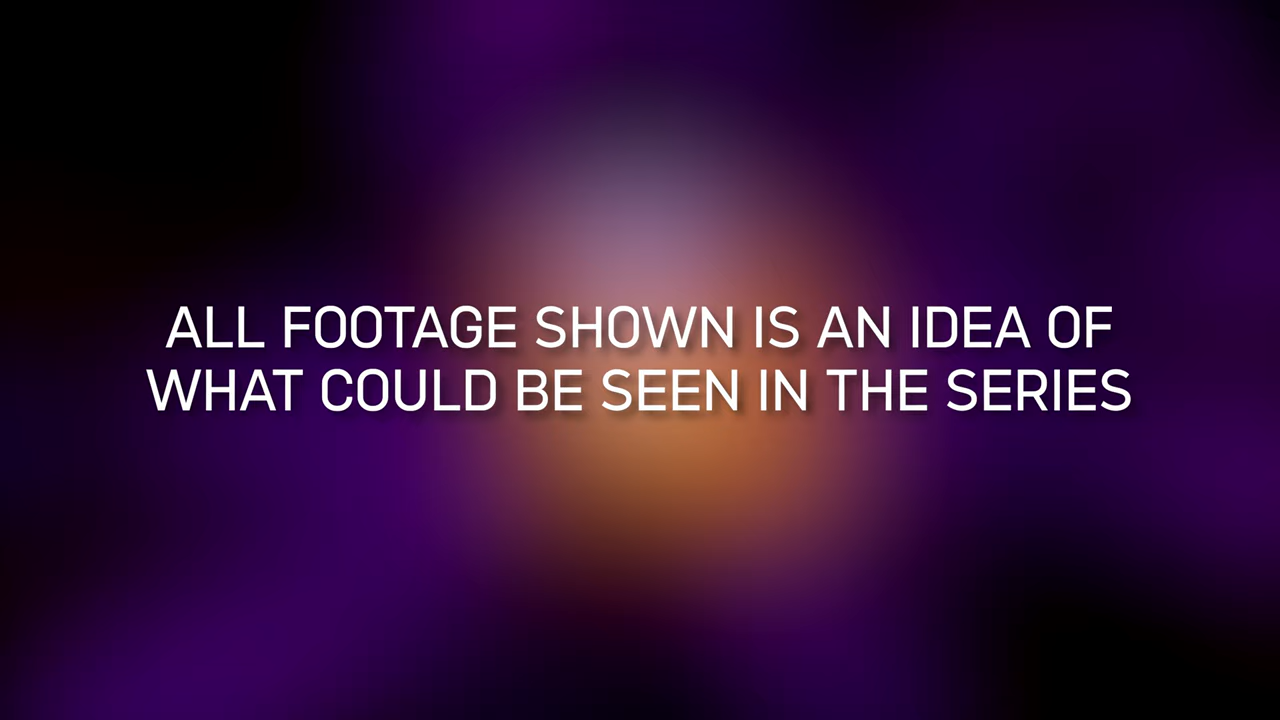 ALL FOOTAGE SHOWN IS AN IDEA OF
WHAT COULD BE SEEN IN THE SERIES